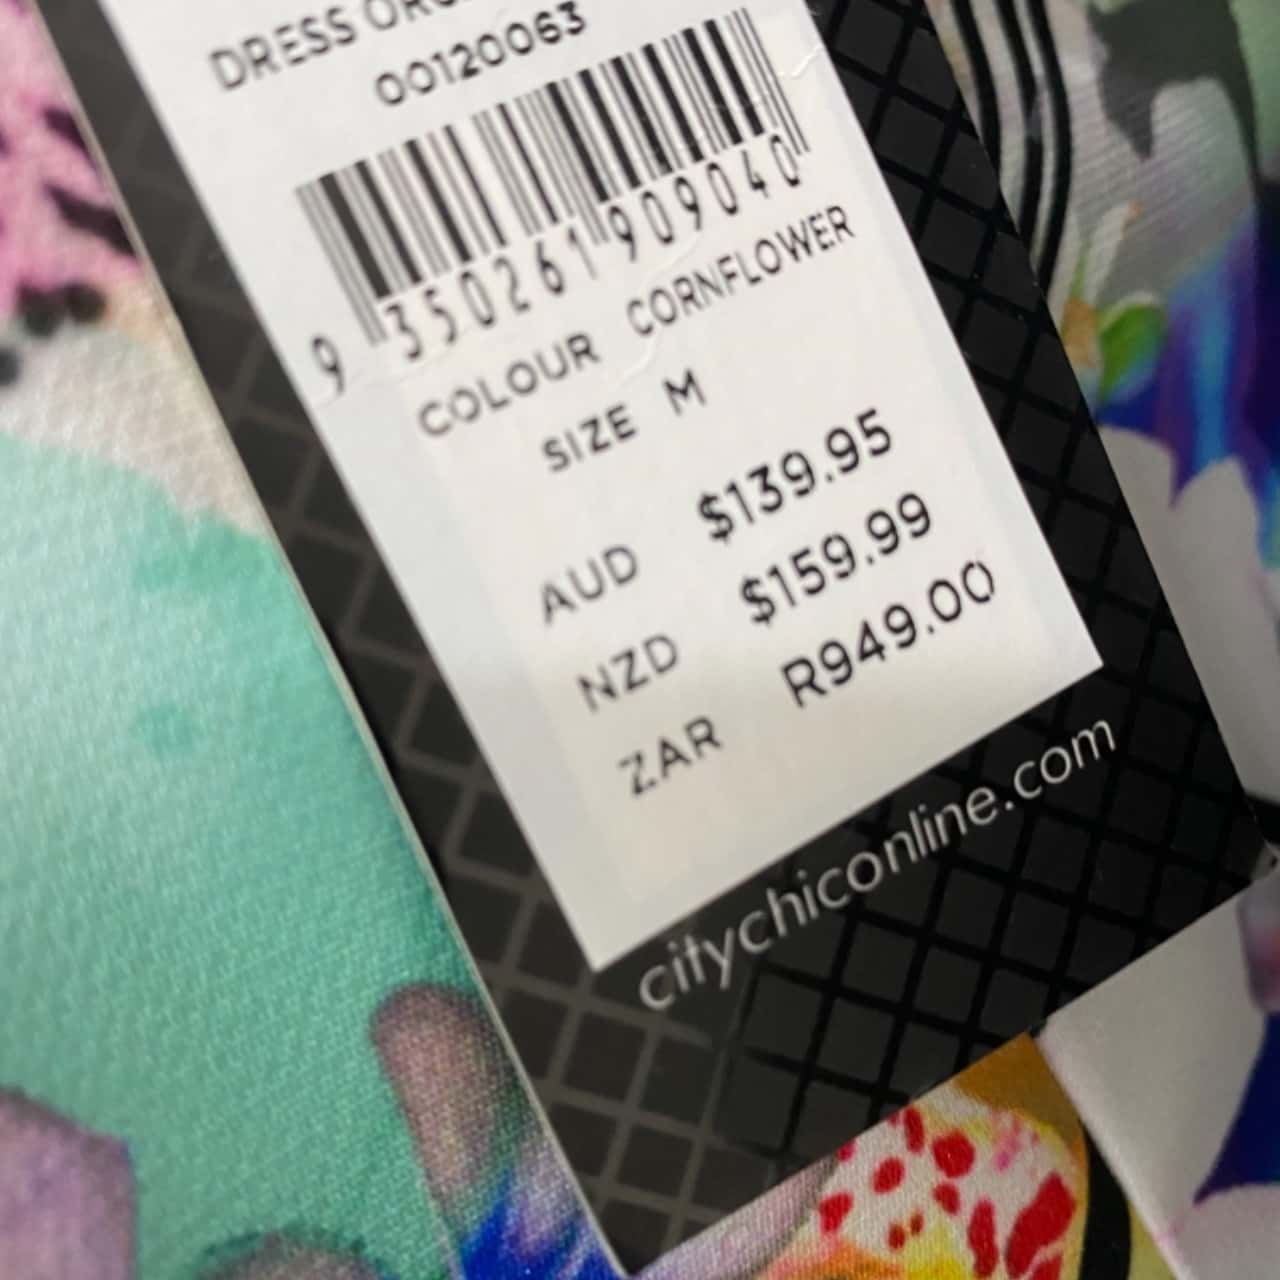 DRESS
00120063
9 350261 909040
COLOUR CORNFLOWER
SIZE M
AUD $139.95
NZD $159.99
ZAR R949.00
citychiconline.com